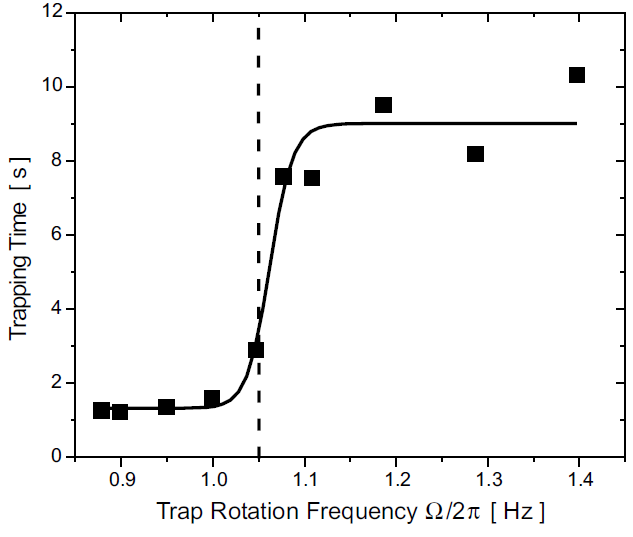 12
10
8
6
4
2
0
Trapping Time [ s ]
0.9 1.0 1.1 1.2 1.3 1.4
Trap Rotation Frequency Ω/2π [ Hz ]